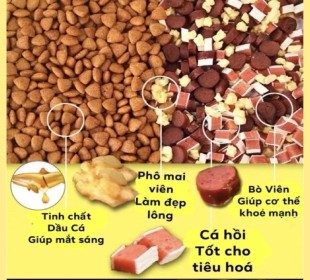 Tinh chất
Dầu Cá
Giúp mắt sáng
Phô mai
viên
Làm đẹp
lông
Bò Viên
Giúp cơ thể
khoẻ mạnh
Cá hồi
Tốt cho
tiêu hoá